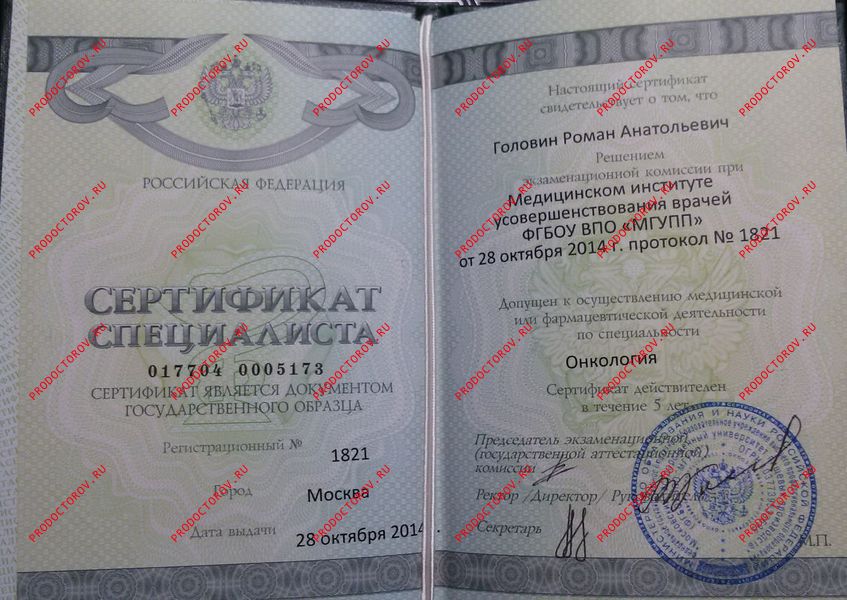 РОССИЙСКАЯ ФЕДЕРАЦИЯ
СЕРТИФИКАТ
СПЕЦИАЛИСТА
017704 0005173
СЕРТИФИКАТ ЯВЛЯЕТСЯ ДОКУМЕНТОМ
ГОСУДАРСТВЕННОГО ОБРАЗЦА
Регистрационный № 1821
Город Москва
Дата выдачи 28 октября 2014 г.
Настоящий сертификат
свидетельствует о том, что
Головин Роман Анатольевич
Решением
экзаменационной комиссии при
Медицинском институте
усовершенствования врачей
ФГБОУ ВПО «МГУПП»
от 28 октября 2014 г. протокол № 1821
Допущен к осуществлению медицинской
или фармацевтической деятельности
по специальности
Онкология
Сертификат действителен
в течение 5 лет
Председатель экзаменационной
(государственной аттестационной)
комиссии
Ректор /Директор / Руководитель
Секретарь
М.П.
PRODOCTOROV.RU